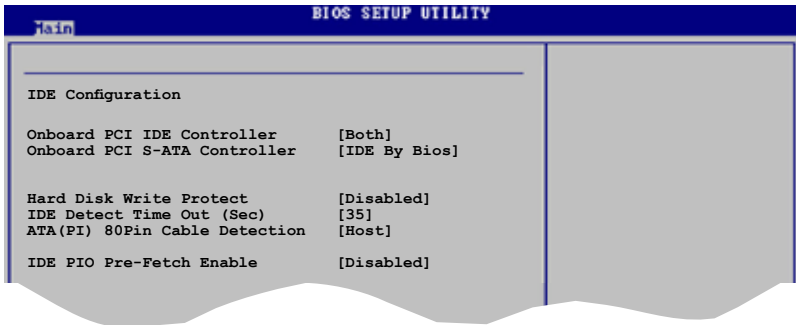 BIOS SETUP UTILITY
Main
IDE Configuration
Onboard PCI IDE Controller [Both]
Onboard PCI S-ATA Controller [IDE By Bios]
Hard Disk Write Protect [Disabled]
IDE Detect Time Out (Sec) [35]
ATA(PI) 80Pin Cable Detection [Host]
IDE PIO Pre-Fetch Enable [Disabled]